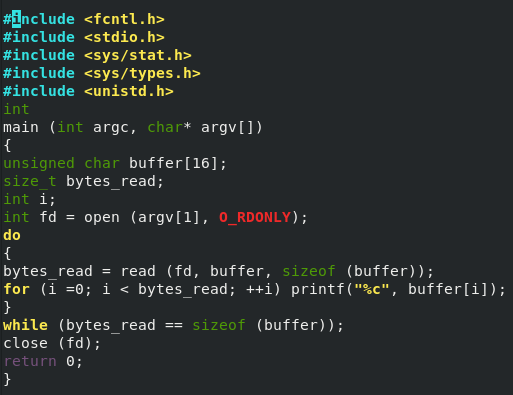 #include <fcntl.h>
#include <stdio.h>
#include <sys/stat.h>
#include <sys/types.h>
#include <unistd.h>
int
main (int argc, char* argv[])
{
unsigned char buffer[16];
size_t bytes_read;
int i;
int fd = open (argv[1], O_RDONLY);
do
{
bytes_read = read (fd, buffer, sizeof (buffer));
for (i =0; i < bytes_read; ++i) printf("%c", buffer[i]);
}
while (bytes_read == sizeof (buffer));
close (fd);
return 0;
}